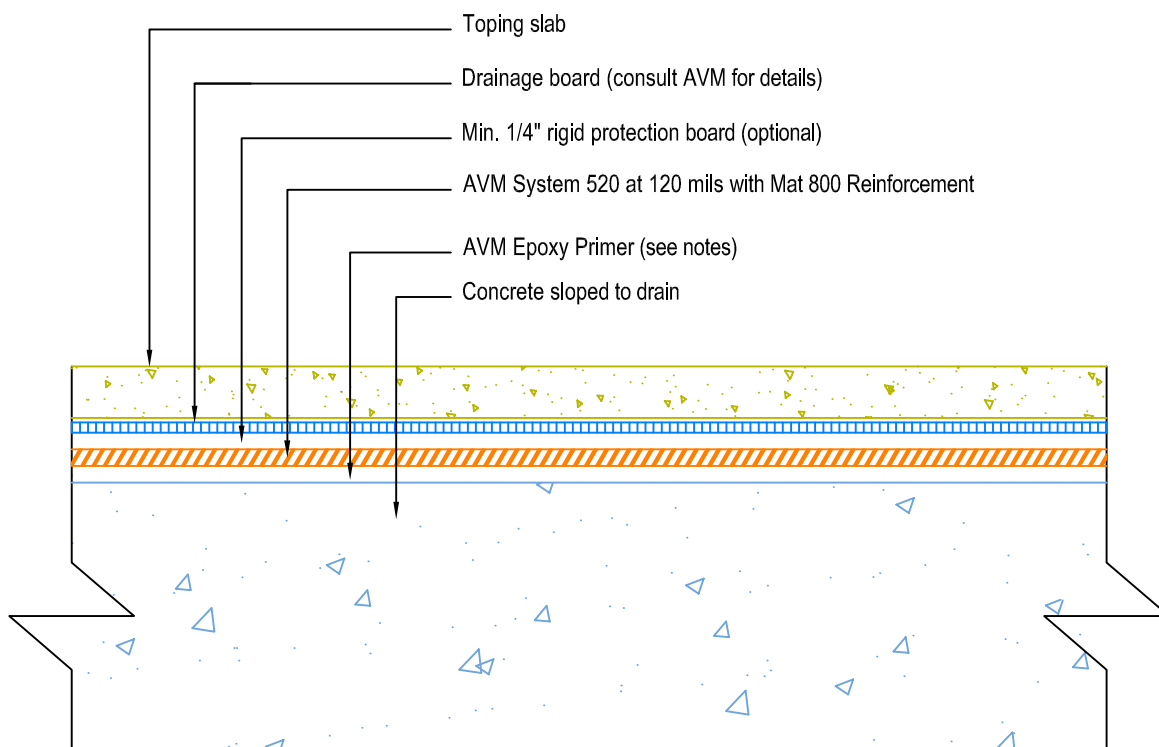 Toping slab
Drainage board (consult AVM for details)
Min. 1/4" rigid protection board (optional)
AVM System 520 at 120 mils with Mat 800 Reinforcement
AVM Epoxy Primer (see notes)
Concrete sloped to drain